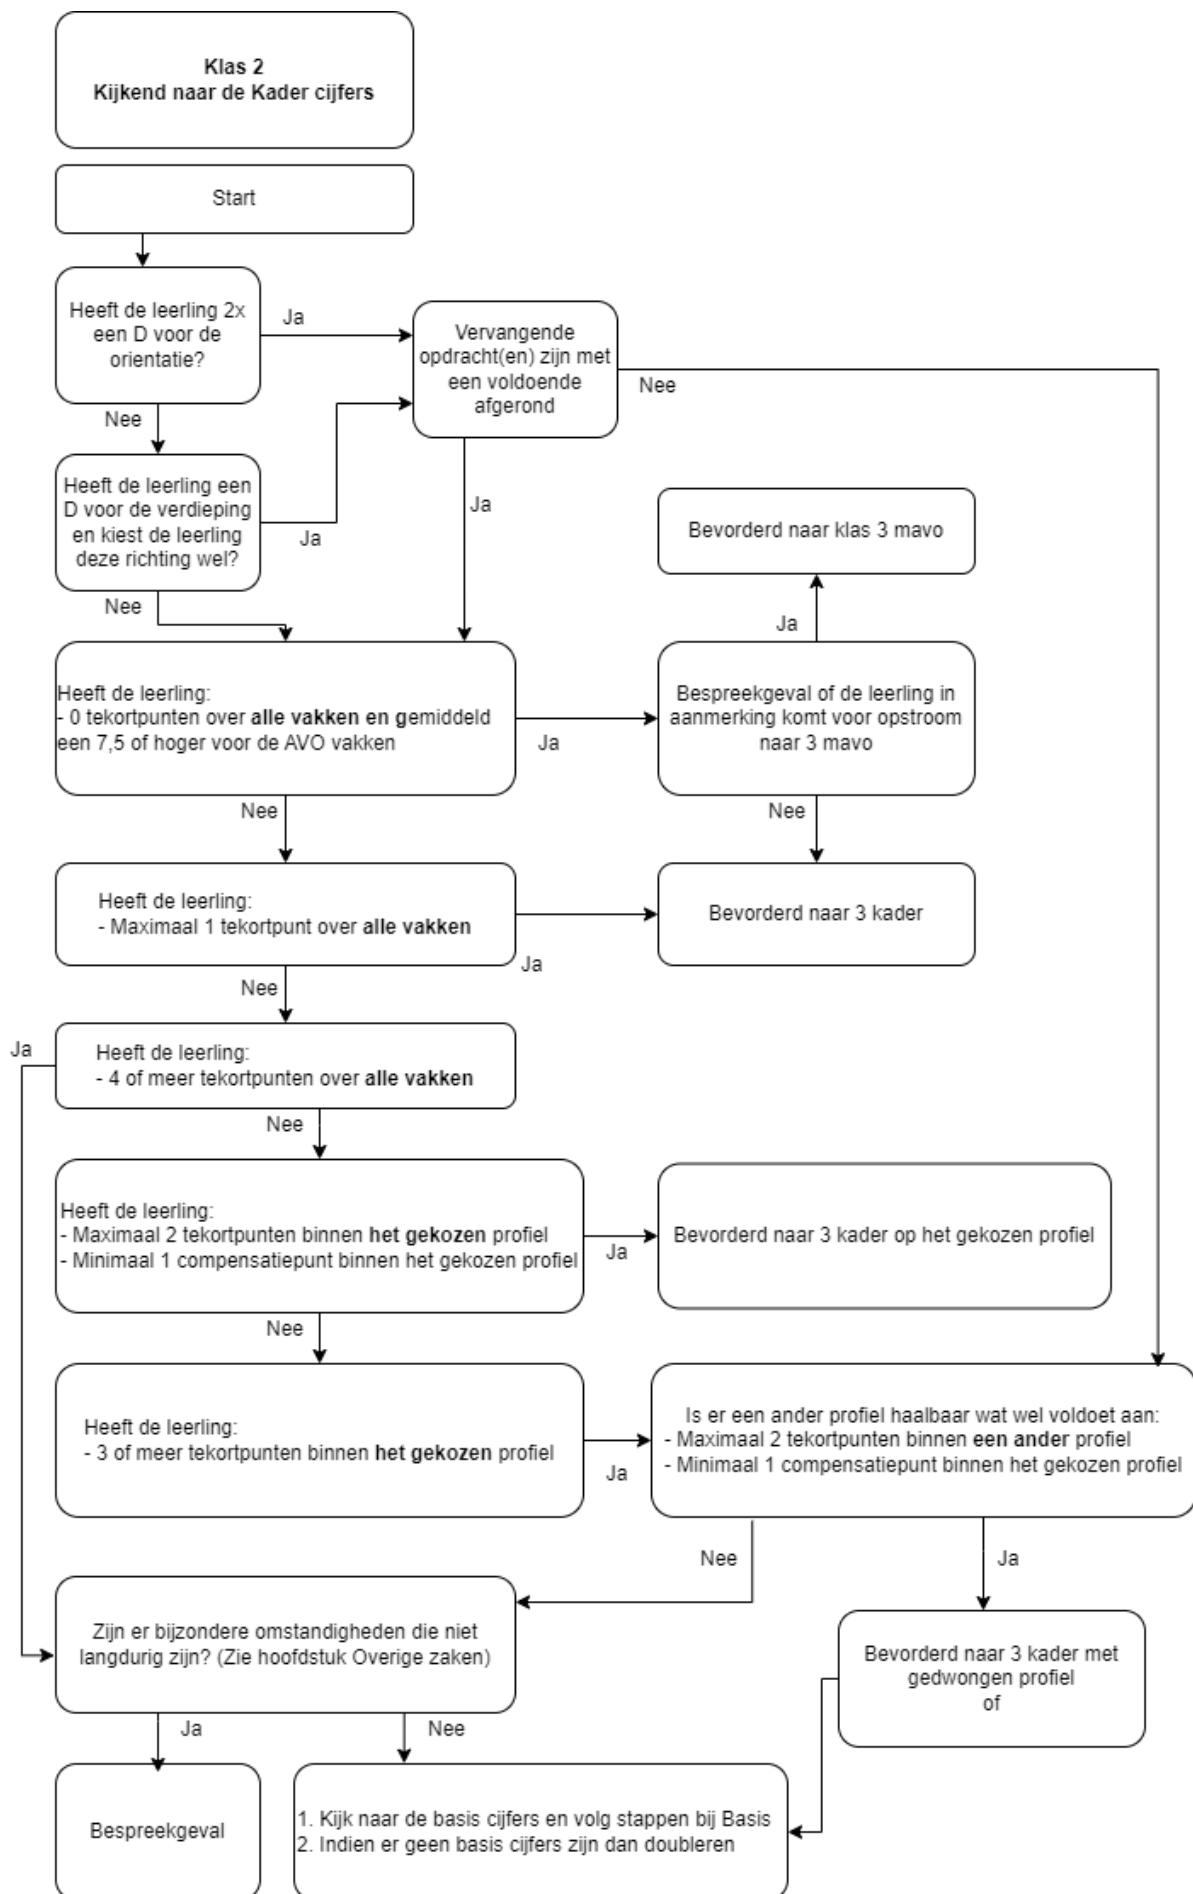 Klas 2
Kijkend naar de Kader cijfers
Start
Heeft de leerling 2x
een D voor de
orientatie?
Ja
Nee
Vervangende
opdracht(en) zijn met
een voldoende
afgerond
Nee
Ja
Heeft de leerling een
D voor de verdieping
en kiest de leerling
deze richting wel?
Ja
Nee
Bevorderd naar klas 3 mavo
Ja
Heeft de leerling:
- 0 tekortpunten over alle vakken en gemiddeld
een 7,5 of hoger voor de AVO vakken
Ja
Nee
Bespreekgeval of de leerling in
aanmerking komt voor opstroom
naar 3 mavo
Nee
Heeft de leerling:
- Maximaal 1 tekortpunt over alle vakken
Ja
Nee
Bevorderd naar 3 kader
Ja
Heeft de leerling:
- 4 of meer tekortpunten over alle vakken
Nee
Heeft de leerling:
- Maximaal 2 tekortpunten binnen het gekozen profiel
- Minimaal 1 compensatiepunt binnen het gekozen profiel
Ja
Nee
Bevorderd naar 3 kader op het gekozen profiel
Heeft de leerling:
- 3 of meer tekortpunten binnen het gekozen profiel
Ja
Is er een ander profiel haalbaar wat wel voldoet aan:
- Maximaal 2 tekortpunten binnen een ander profiel
- Minimaal 1 compensatiepunt binnen het gekozen profiel
Nee
Ja
Zijn er bijzondere omstandigheden die niet
langdurig zijn? (Zie hoofdstuk Overige zaken)
Ja
Nee
Bevorderd naar 3 kader met
gedwongen profiel
of
Bespreekgeval
1. Kijk naar de basis cijfers en volg stappen bij Basis
2. Indien er geen basis cijfers zijn dan doubleren